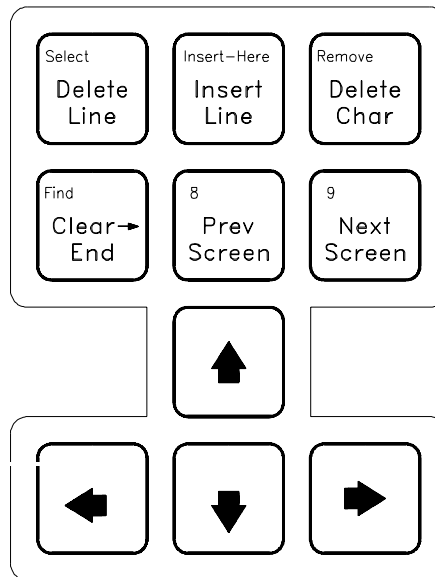 Select
Delete
Line
Insert-Here
Insert
Line
Remove
Delete
Char
Find
Clear→
End
8
Prev
Screen
9
Next
Screen